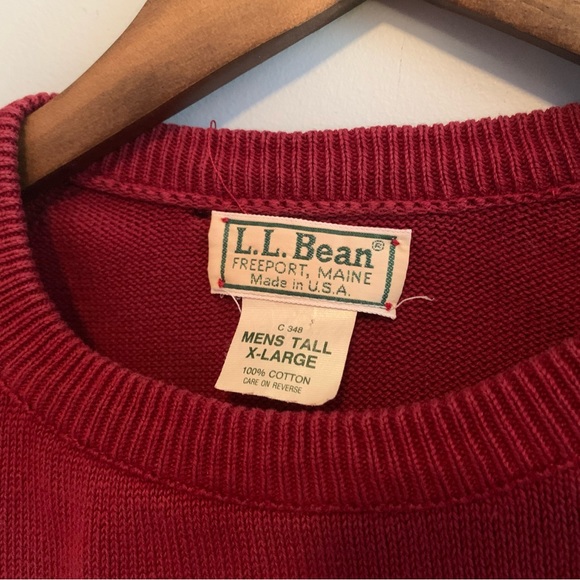 L.L.Bean®
FREEPORT, MAINE
Made in U.S.A.
C 348
MENS TALL
X-LARGE
100% COTTON
CARE ON REVERSE